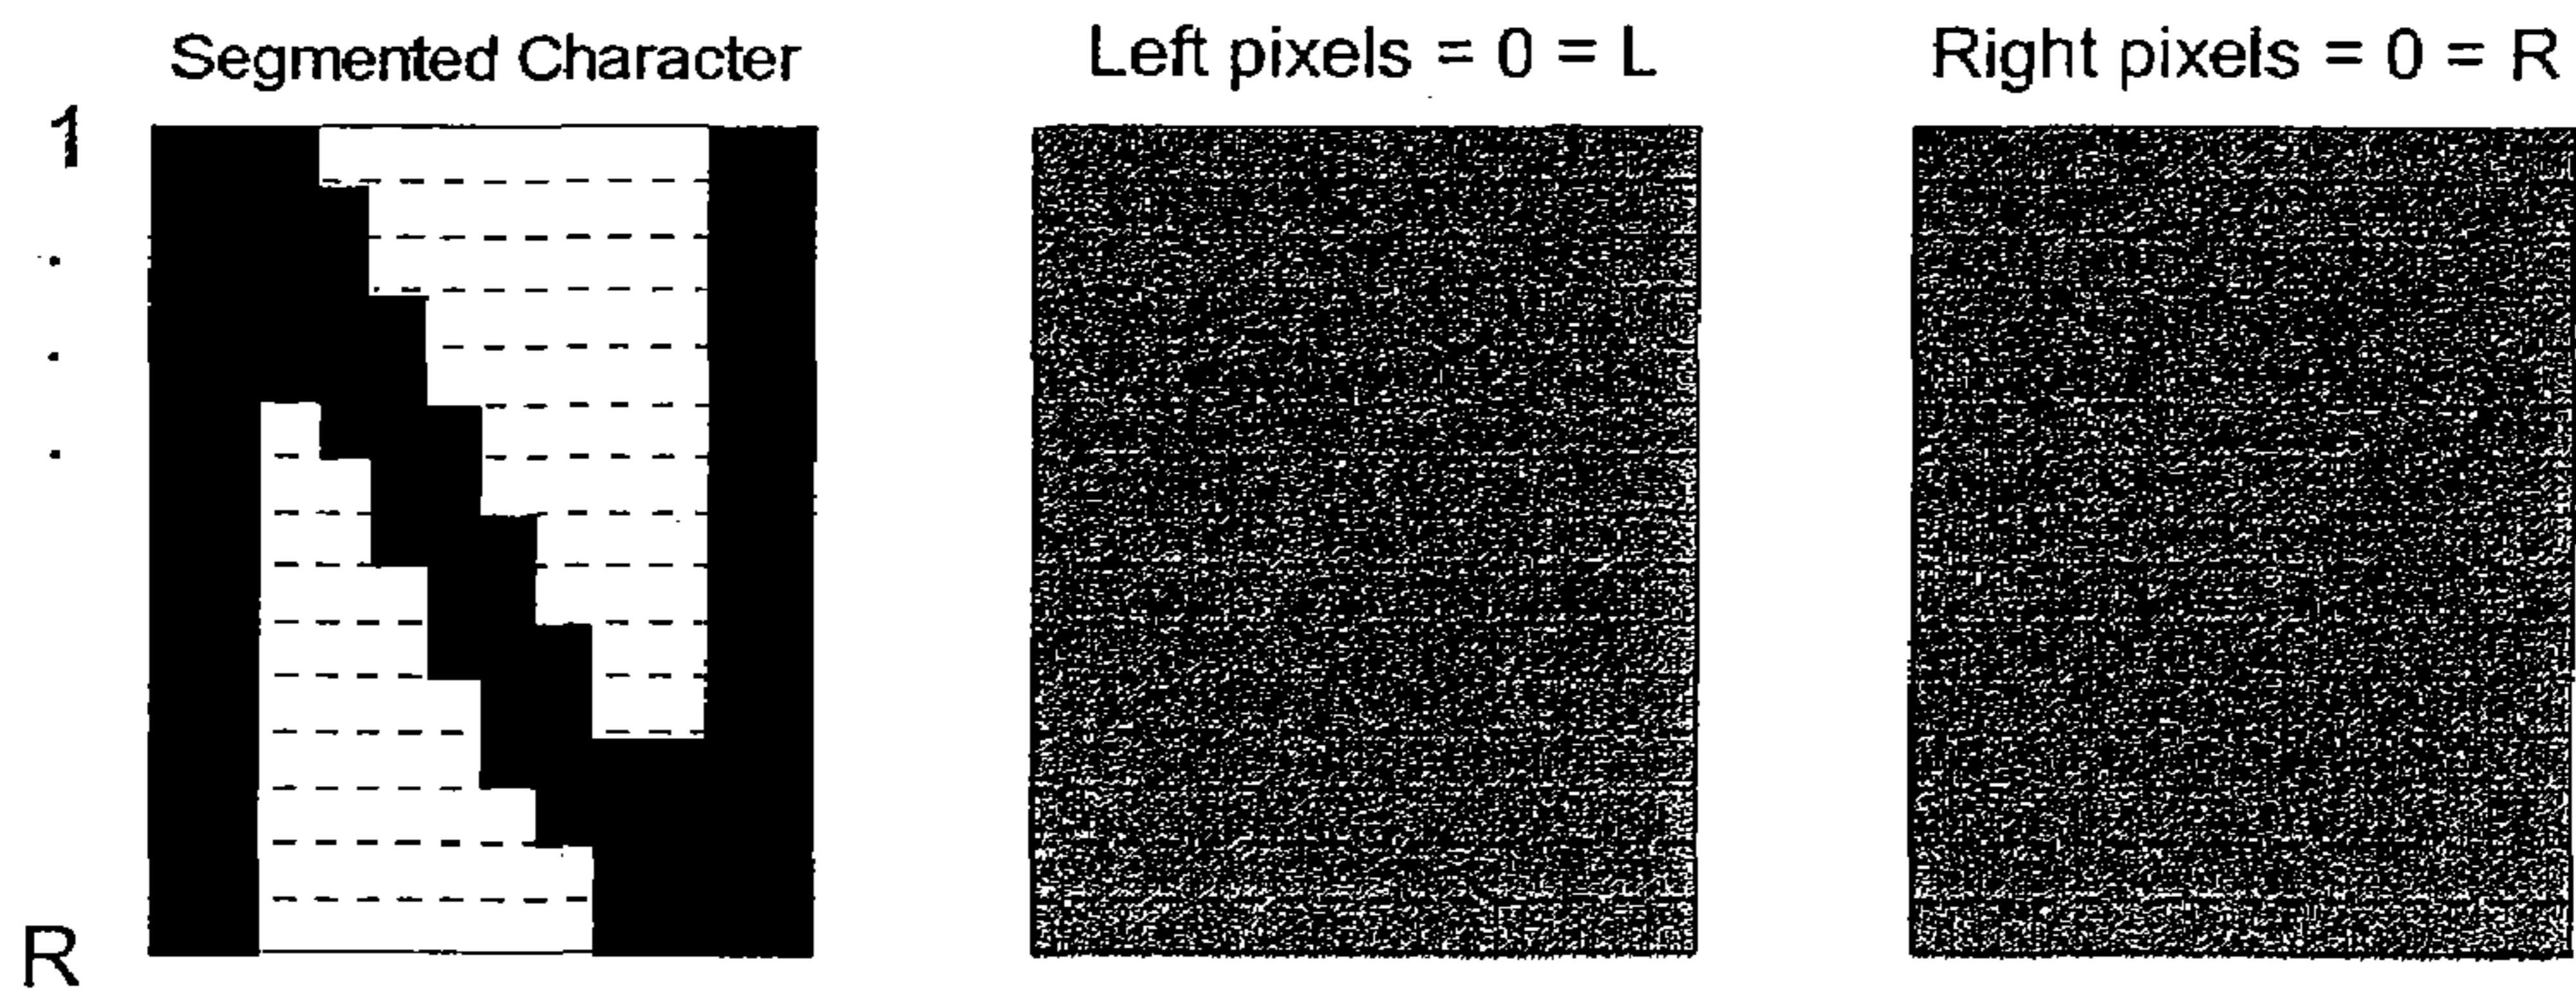 Segmented Character
Left pixels = 0 = L
Right pixels = 0 = R
1
.
.
.
R
N